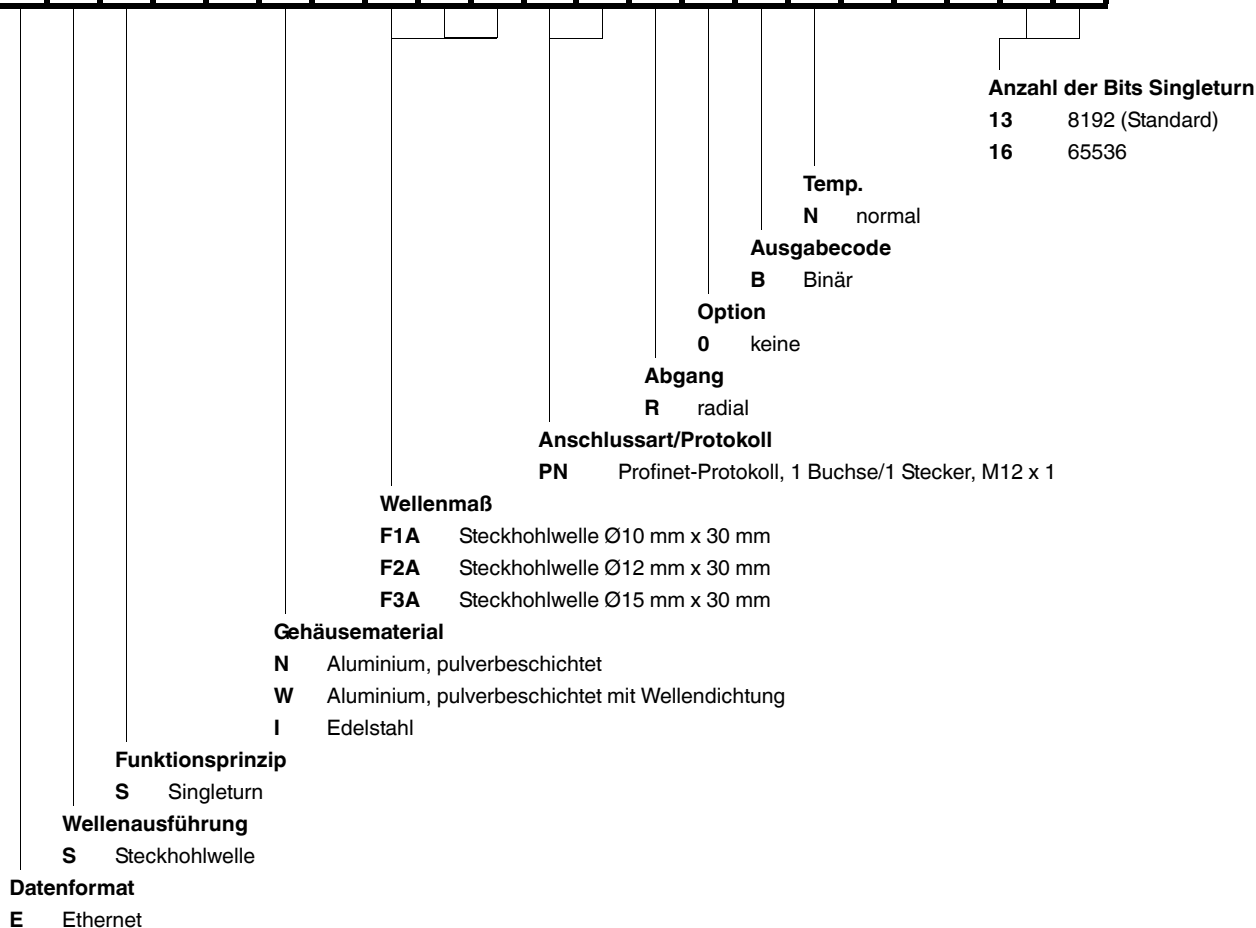 Anzahl der Bits Singleturn
13 8192 (Standard)
16 65536
Temp.
N normal
Ausgabecode
B Binär
Option
0 keine
Abgang
R radial
Anschlussart/Protokoll
PN Profinet-Protokoll, 1 Buchse/1 Stecker, M12 x 1
Wellenmaß
F1A Steckhohlwelle Ø10 mm x 30 mm
F2A Steckhohlwelle Ø12 mm x 30 mm
F3A Steckhohlwelle Ø15 mm x 30 mm
Gehäusematerial
N Aluminium, pulverbeschichtet
W Aluminium, pulverbeschichtet mit Wellendichtung
I Edelstahl
Funktionsprinzip
S Singleturn
Wellenausführung
S Steckhohlwelle
Datenformat
E Ethernet